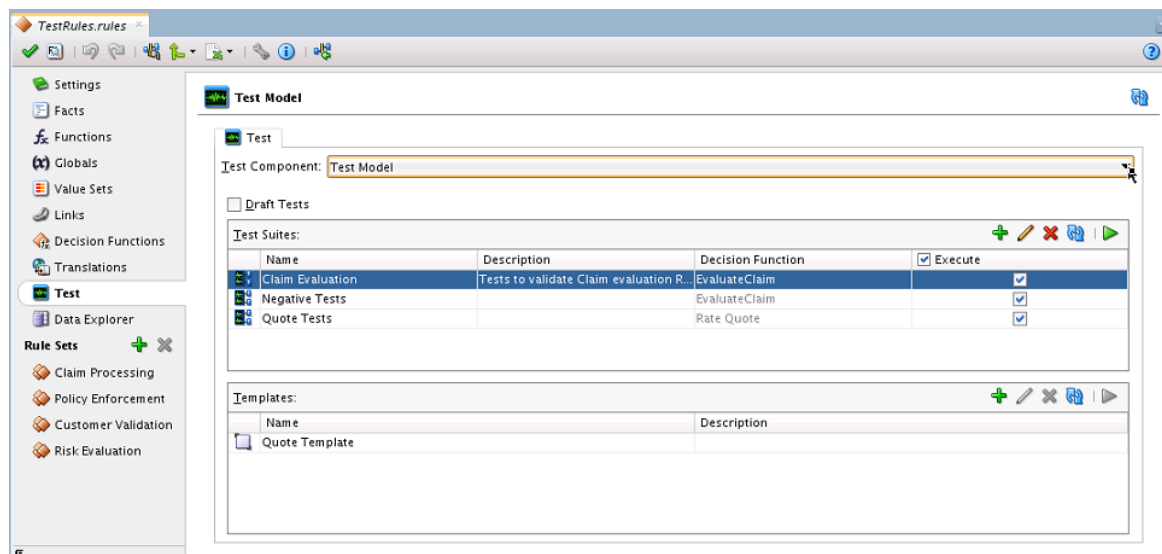 TestRules.rules
Settings
Facts
Functions
Globals
Value Sets
Links
Decision Functions
Translations
Test
Data Explorer
Rule Sets
Claim Processing
Policy Enforcement
Customer Validation
Risk Evaluation
Test Model
Test
Test Component: Test Model
Draft Tests
Test Suites:
Name Description Decision Function Execute
Claim Evaluation Tests to validate Claim evaluation R... EvaluateClaim
Negative Tests EvaluateClaim
Quote Tests Rate Quote
Templates:
Name Description
Quote Template